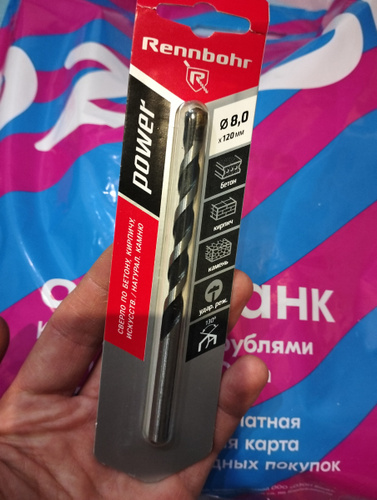 Rennbohr
R
power
СВЕРЛО ПО БЕТОНУ, КИРПИЧУ,
ИСКУССТВ. / НАТУРАЛ. КАМНЮ
Ø 8,0
x 120 мм
бетон
кирпич
камень
удар. реж.
130°
анк
рублями
атная
я карта
дных покупок